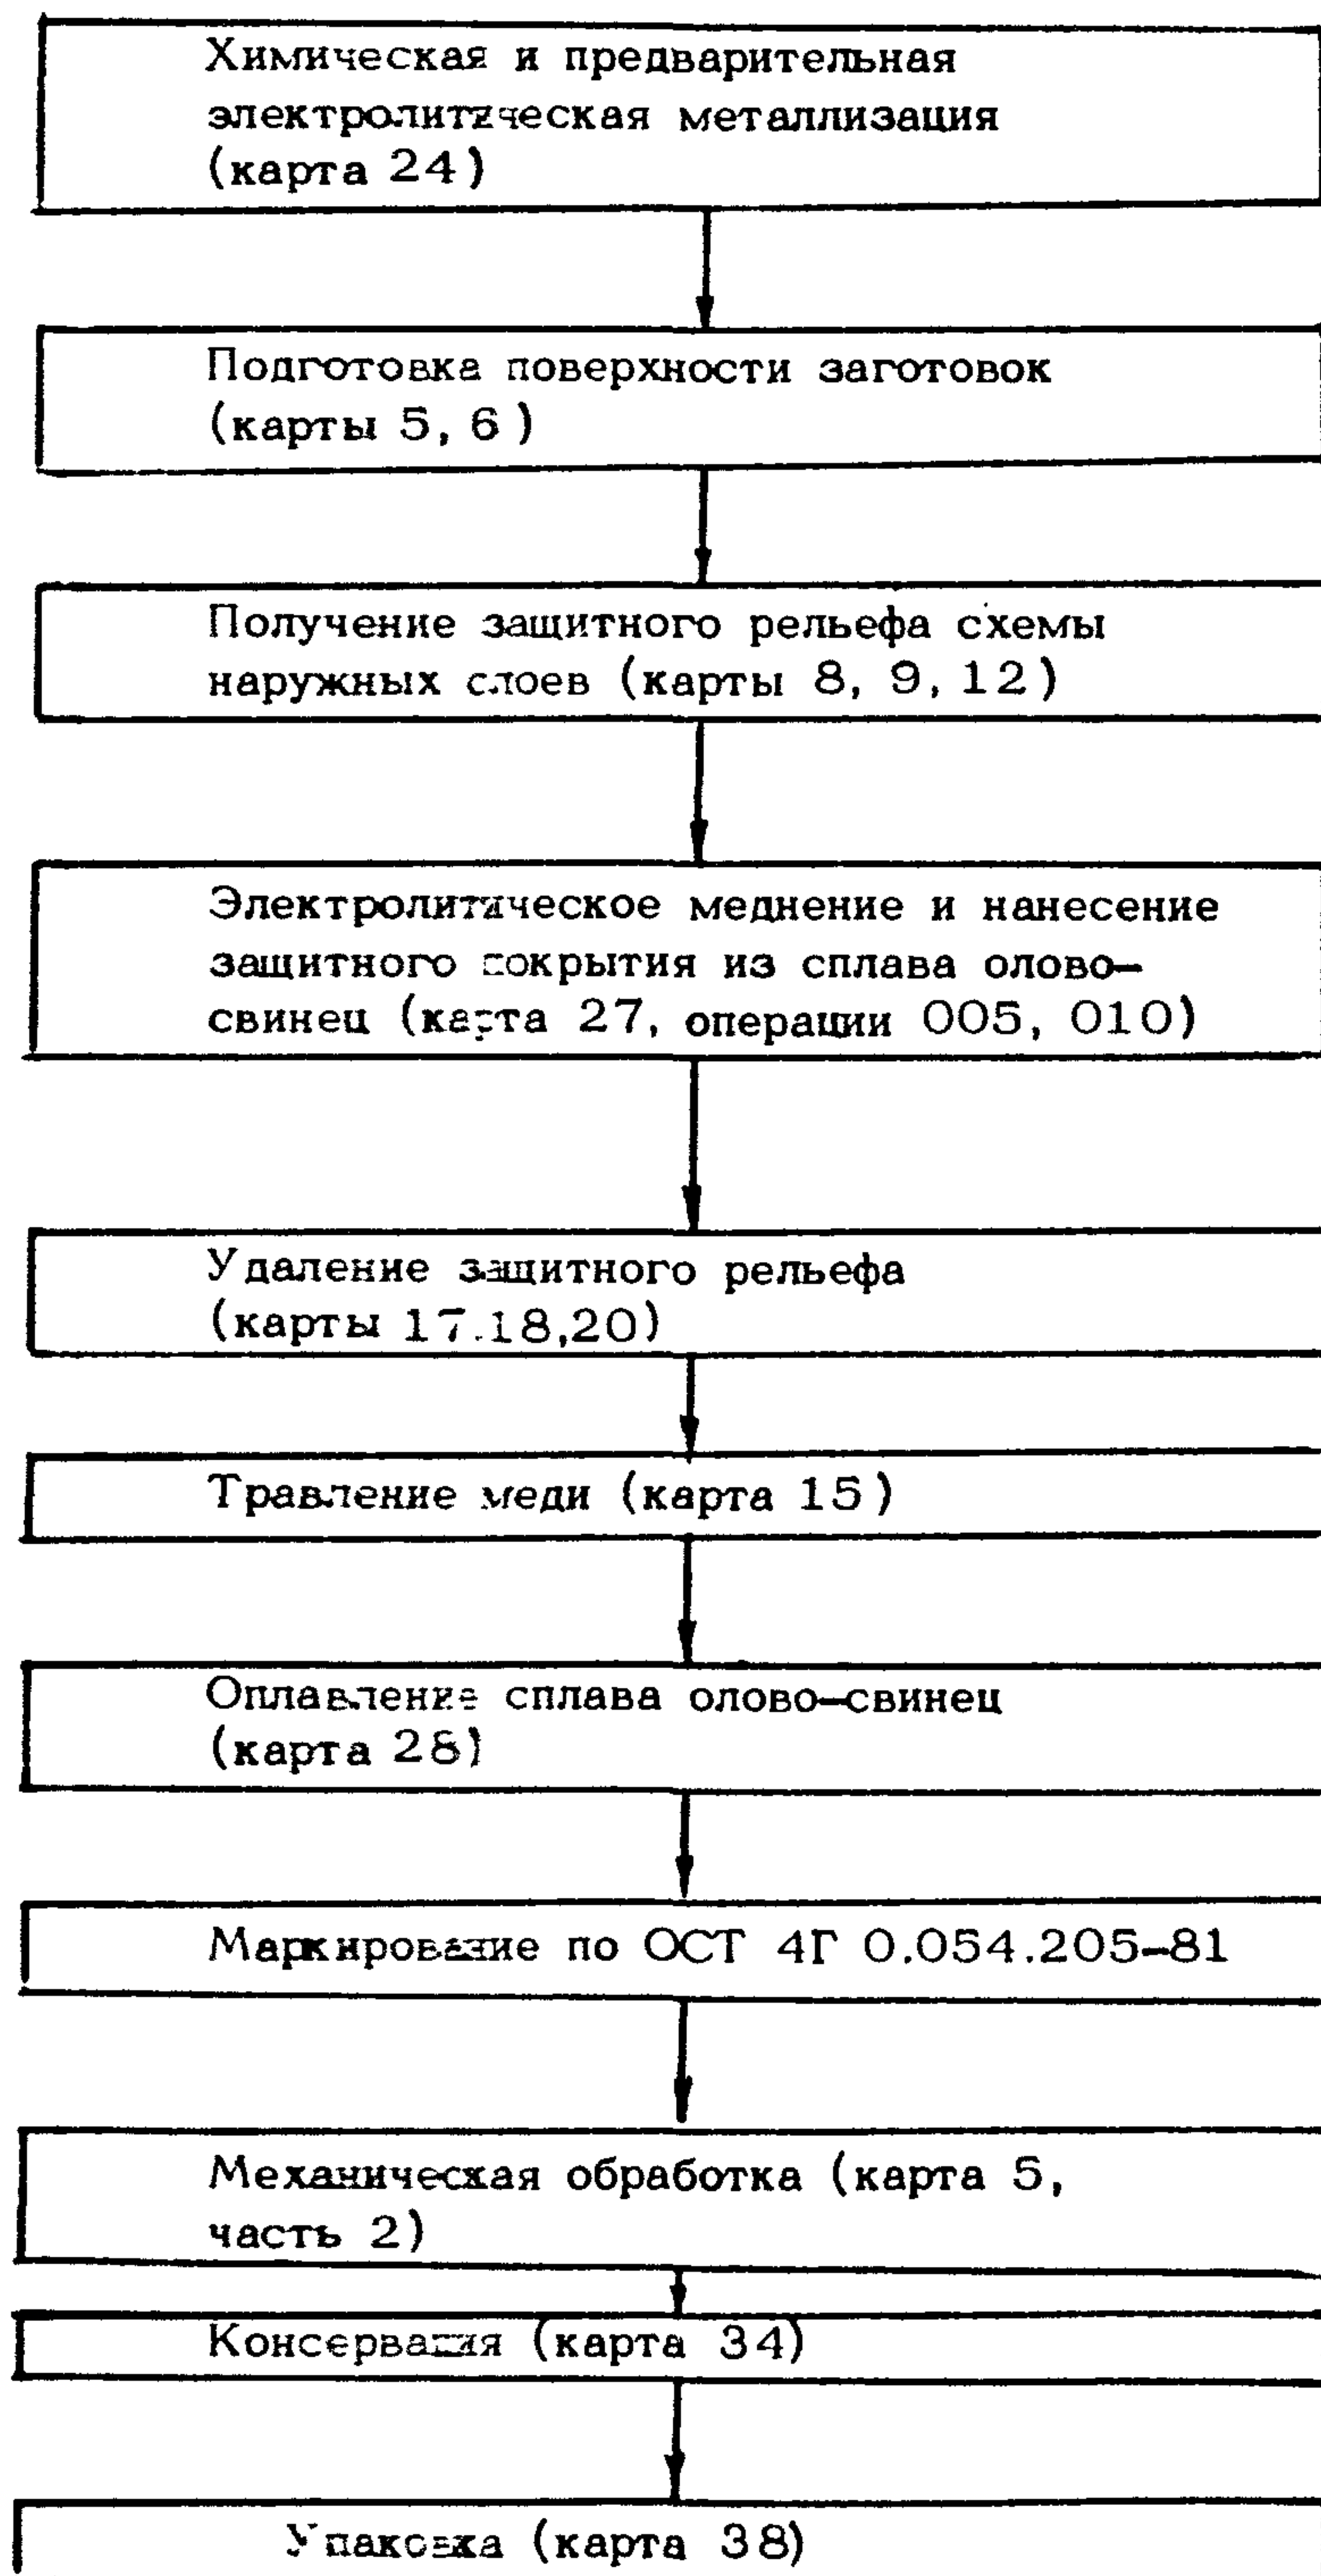 Химическая и предварительная
электролитическая металлизация
(карта 24)
Подготовка поверхности заготовок
(карты 5, 6 )
Получение защитного рельефа схемы
наружных слоев (карты 8, 9, 12)
Электролитическое меднение и нанесение
защитного покрытия из сплава олово-
свинец (карта 27, операции 005, 010)
Удаление защитного рельефа
(карты 17.18,20)
Травление меди (карта 15)
Оплавление сплава олово-свинец
(карта 28)
Маркирование по ОСТ 4Г 0.054.205-81
Механическая обработка (карта 5,
часть 2)
Консервация (карта 34)
Упаковка (карта 38)